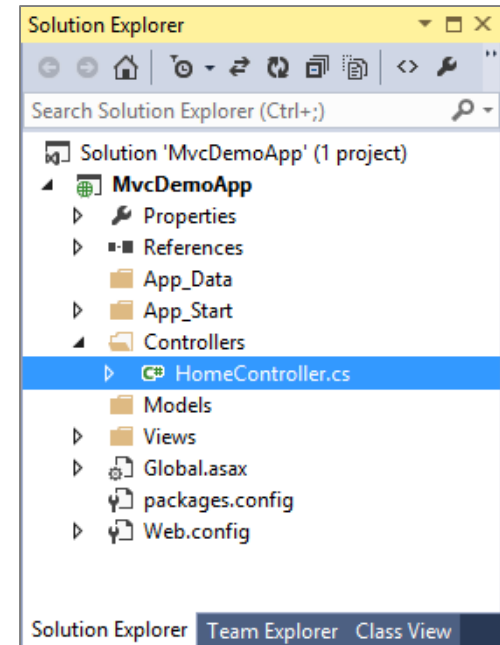 Solution Explorer
Search Solution Explorer (Ctrl+;)
Solution 'MvcDemoApp' (1 project)
MvcDemoApp
Properties
References
App_Data
App_Start
Controllers
C# HomeController.cs
Models
Views
Global.asax
packages.config
Web.config
Solution Explorer Team Explorer Class View